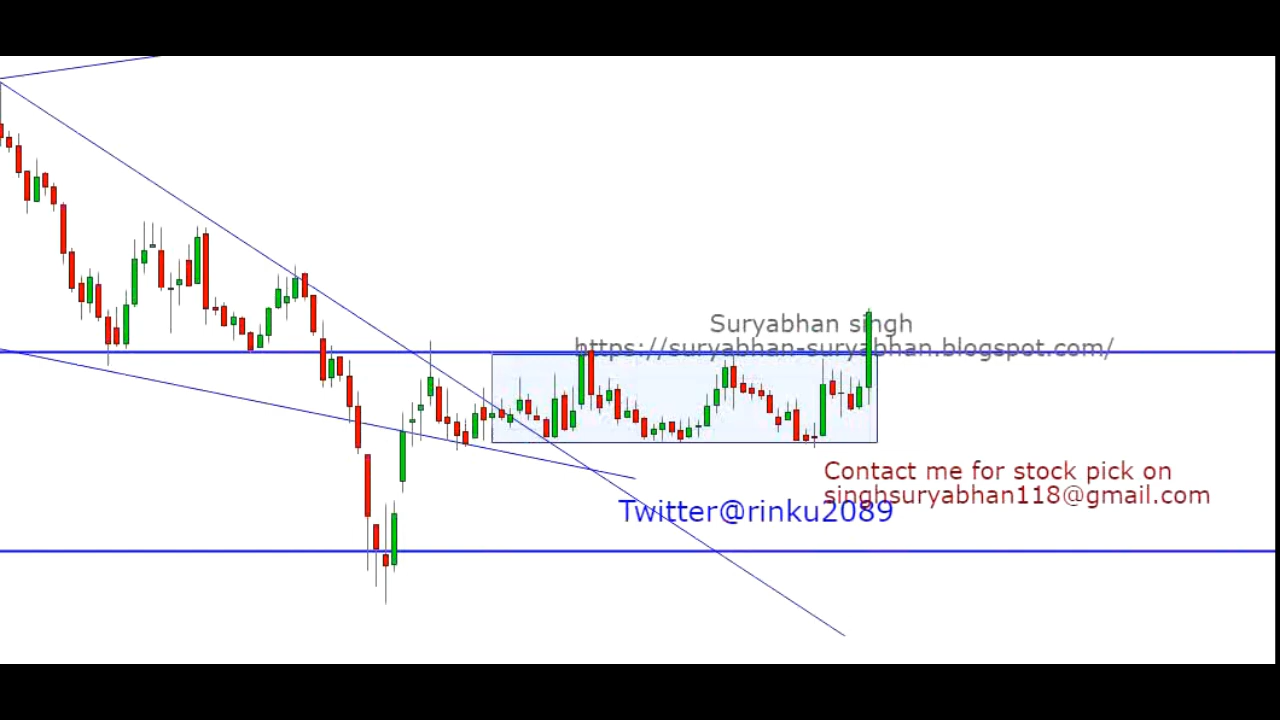 Suryabhan singh
https://suryabhan-suryabhan.blogspot.com/
Contact me for stock pick on
singhsuryabhan118@gmail.com
Twitter@rinku2089